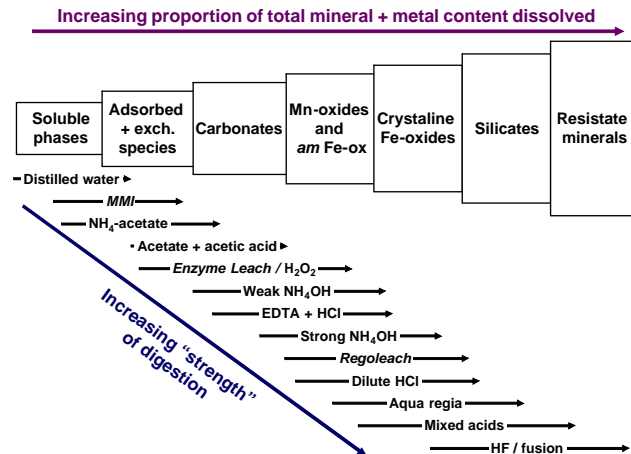 Increasing proportion of total mineral + metal content dissolved
Soluble
phases
Adsorbed
+ exch.
species
Carbonates
Mn-oxides
and
am Fe-ox
Crystaline
Fe-oxides
Silicates
Resistate
minerals
Distilled water
MMI
NH₄-acetate
Acetate + acetic acid
Enzyme Leach / H₂O₂
Weak NH₄OH
EDTA + HCl
Strong NH₄OH
Regoleach
Dilute HCl
Aqua regia
Mixed acids
HF / fusion
Increasing "strength"
of digestion